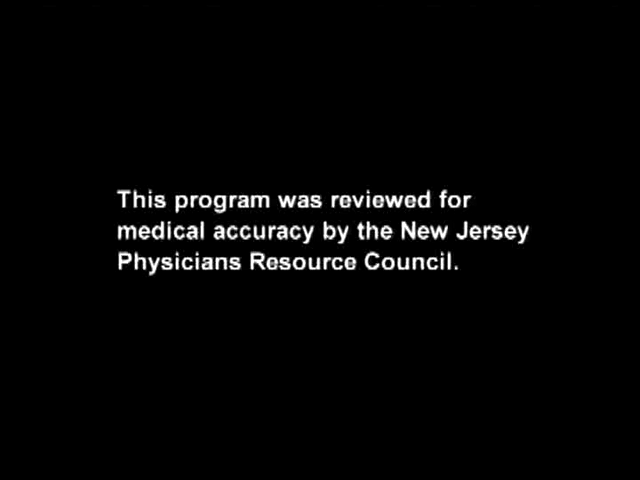 This program was reviewed for
medical accuracy by the New Jersey
Physicians Resource Council.